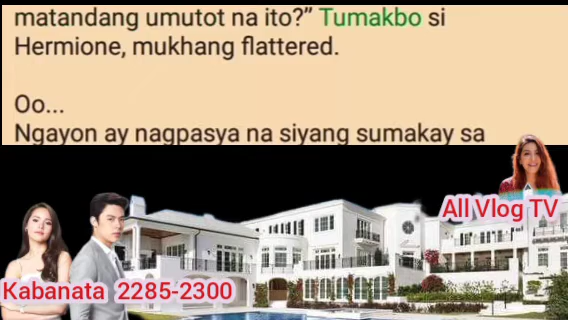 matandang umutot na ito?” Tumakbo si
Hermione, mukhang flattered.
Oo...
Ngayon ay nagpasya na siyang sumakay sa
All Vlog TV
Kabanata 2285-2300